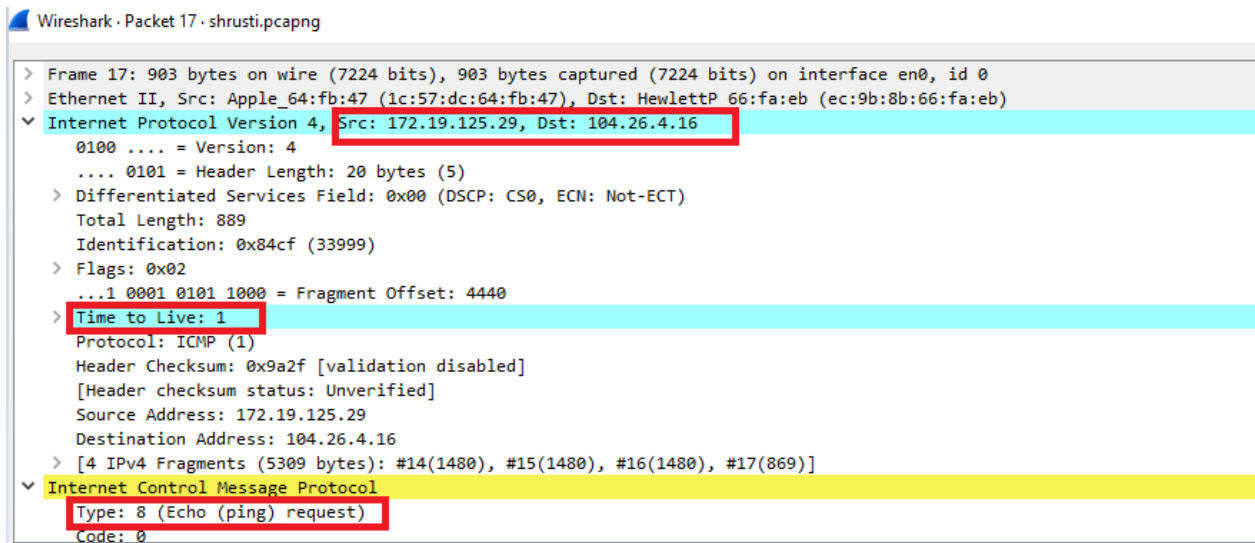 Wireshark · Packet 17 · shrusti.pcapng
Frame 17: 903 bytes on wire (7224 bits), 903 bytes captured (7224 bits) on interface en0, id 0
Ethernet II, Src: Apple_64:fb:47 (1c:57:dc:64:fb:47), Dst: HewlettP_66:fa:eb (ec:9b:8b:66:fa:eb)
Internet Protocol Version 4, Src: 172.19.125.29, Dst: 104.26.4.16
0100 .... = Version: 4
.... 0101 = Header Length: 20 bytes (5)
Differentiated Services Field: 0x00 (DSCP: CS0, ECN: Not-ECT)
Total Length: 889
Identification: 0x84cf (33999)
Flags: 0x02
...1 0001 0101 1000 = Fragment Offset: 4440
Time to Live: 1
Protocol: ICMP (1)
Header Checksum: 0x9a2f [validation disabled]
[Header checksum status: Unverified]
Source Address: 172.19.125.29
Destination Address: 104.26.4.16
[4 IPv4 Fragments (5309 bytes): #14(1480), #15(1480), #16(1480), #17(869)]
Internet Control Message Protocol
Type: 8 (Echo (ping) request)
Code: 0